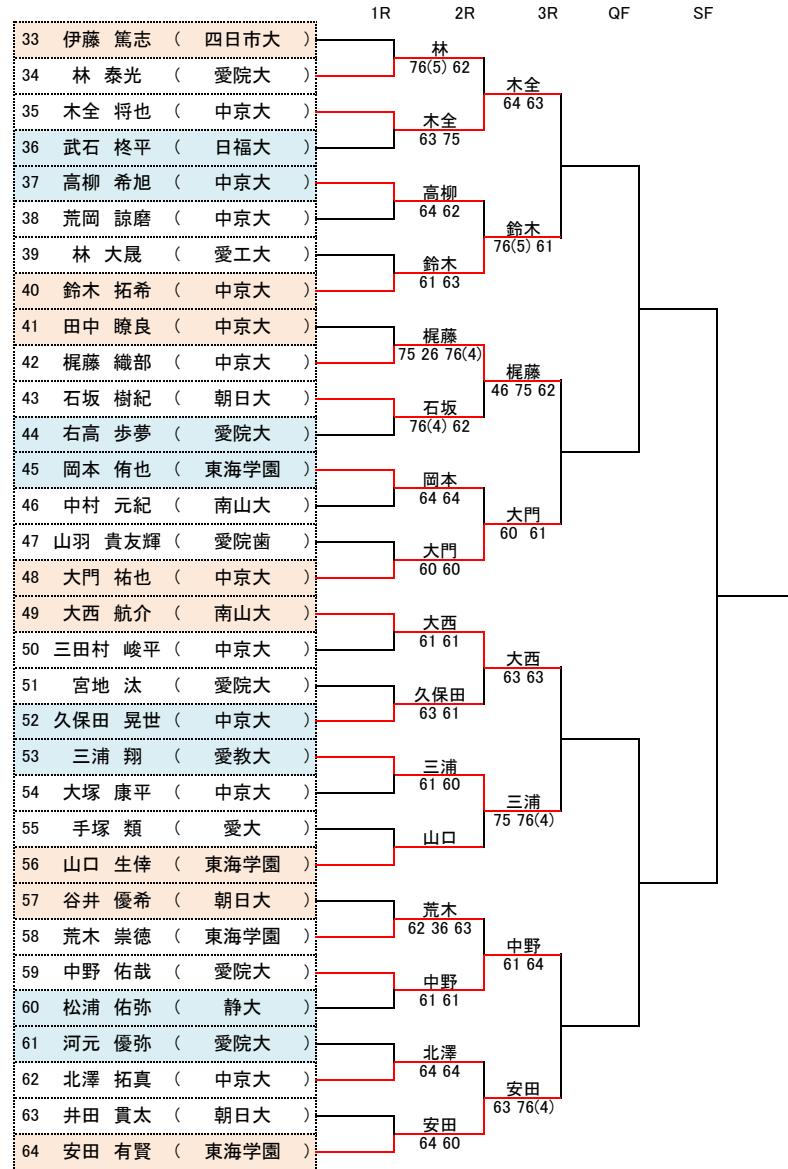 1R 2R 3R QF SF
33 伊藤 篤志 ( 四日市大 )
34 林 泰光 ( 愛院大 )
35 木全 将也 ( 中京大 )
36 武石 柊平 ( 日福大 )
37 高柳 希旭 ( 中京大 )
38 荒岡 諒磨 ( 中京大 )
39 林 大晟 ( 愛工大 )
40 鈴木 拓希 ( 中京大 )
41 田中 瞭良 ( 中京大 )
42 梶藤 織部 ( 中京大 )
43 石坂 樹紀 ( 朝日大 )
44 右高 歩夢 ( 愛院大 )
45 岡本 侑也 ( 東海学園 )
46 中村 元紀 ( 南山大 )
47 山羽 貴友輝 ( 愛院歯 )
48 大門 祐也 ( 中京大 )
49 大西 航介 ( 南山大 )
50 三田村 峻平 ( 中京大 )
51 宮地 汰 ( 愛院大 )
52 久保田 晃世 ( 中京大 )
53 三浦 翔 ( 愛教大 )
54 大塚 康平 ( 中京大 )
55 手塚 類 ( 愛大 )
56 山口 生倖 ( 東海学園 )
57 谷井 優希 ( 朝日大 )
58 荒木 崇徳 ( 東海学園 )
59 中野 佑哉 ( 愛院大 )
60 松浦 佑弥 ( 静大 )
61 河元 優弥 ( 愛院大 )
62 北澤 拓真 ( 中京大 )
63 井田 貫太 ( 朝日大 )
64 安田 有賢 ( 東海学園 )
林
76(5) 62
木全
63 75
高柳
64 62
鈴木
61 63
梶藤
75 26 76(4)
石坂
76(4) 62
岡本
64 64
大門
60 60
大西
61 61
久保田
63 61
三浦
61 60
山口
荒木
62 36 63
中野
61 61
北澤
64 64
安田
64 60
木全
64 63
鈴木
76(5) 61
梶藤
46 75 62
大門
60 61
大西
63 63
三浦
75 76(4)
中野
61 64
安田
63 76(4)